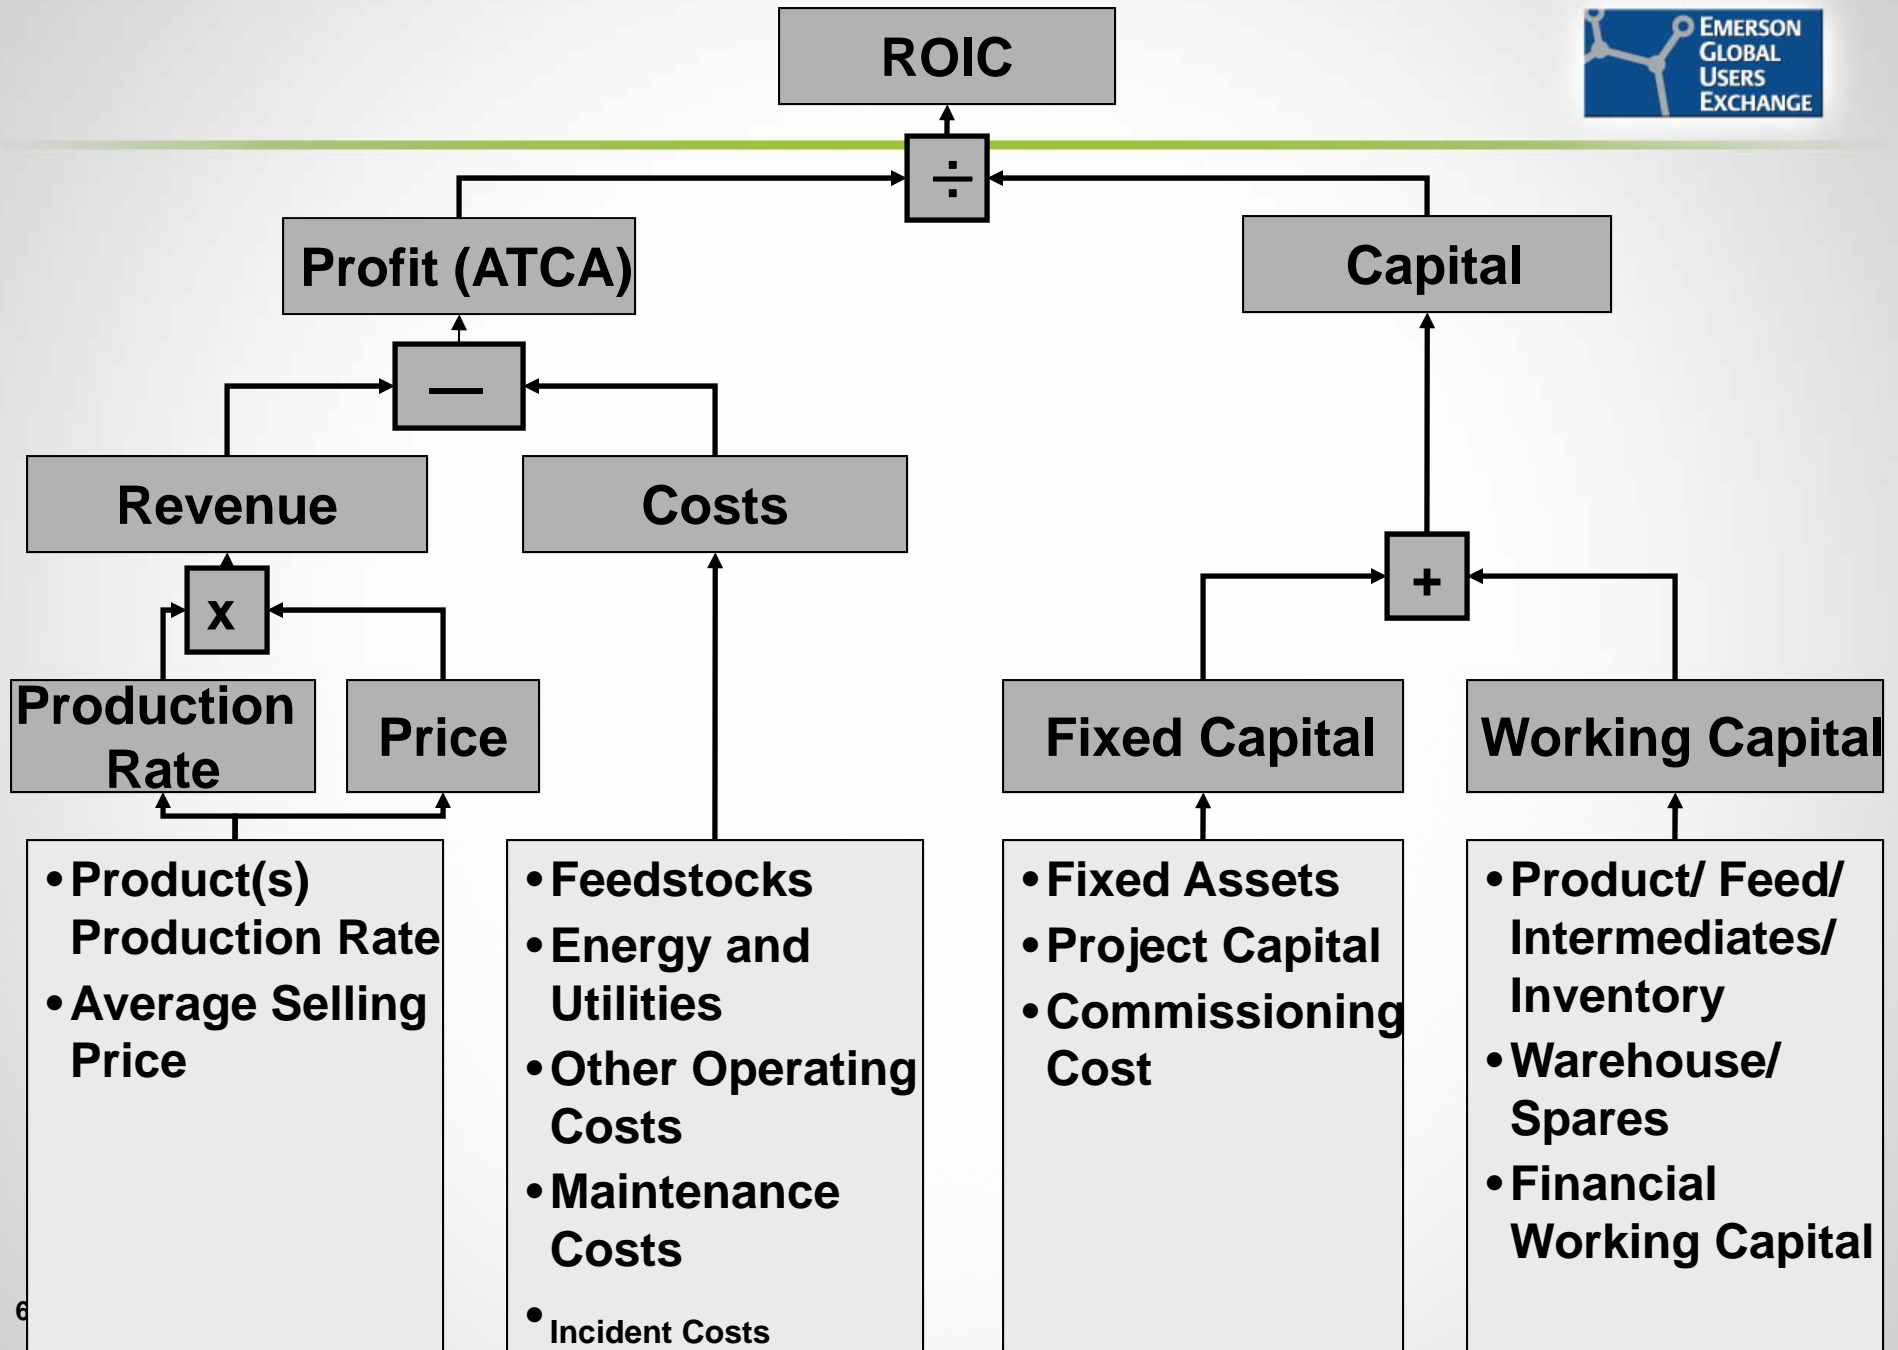 ROIC
EMERSON
GLOBAL
USERS
EXCHANGE
÷
Profit (ATCA)
Capital
—
Revenue
Costs
x
+
Production
Rate
Price
Fixed Capital
Working Capital
•Product(s)
Production Rate
•Average Selling
Price
•Feedstocks
•Energy and
Utilities
•Other Operating
Costs
•Maintenance
Costs
•Incident Costs
•Fixed Assets
•Project Capital
•Commissioning
Cost
•Product/ Feed/
Intermediates/
Inventory
•Warehouse/
Spares
•Financial
Working Capital
6